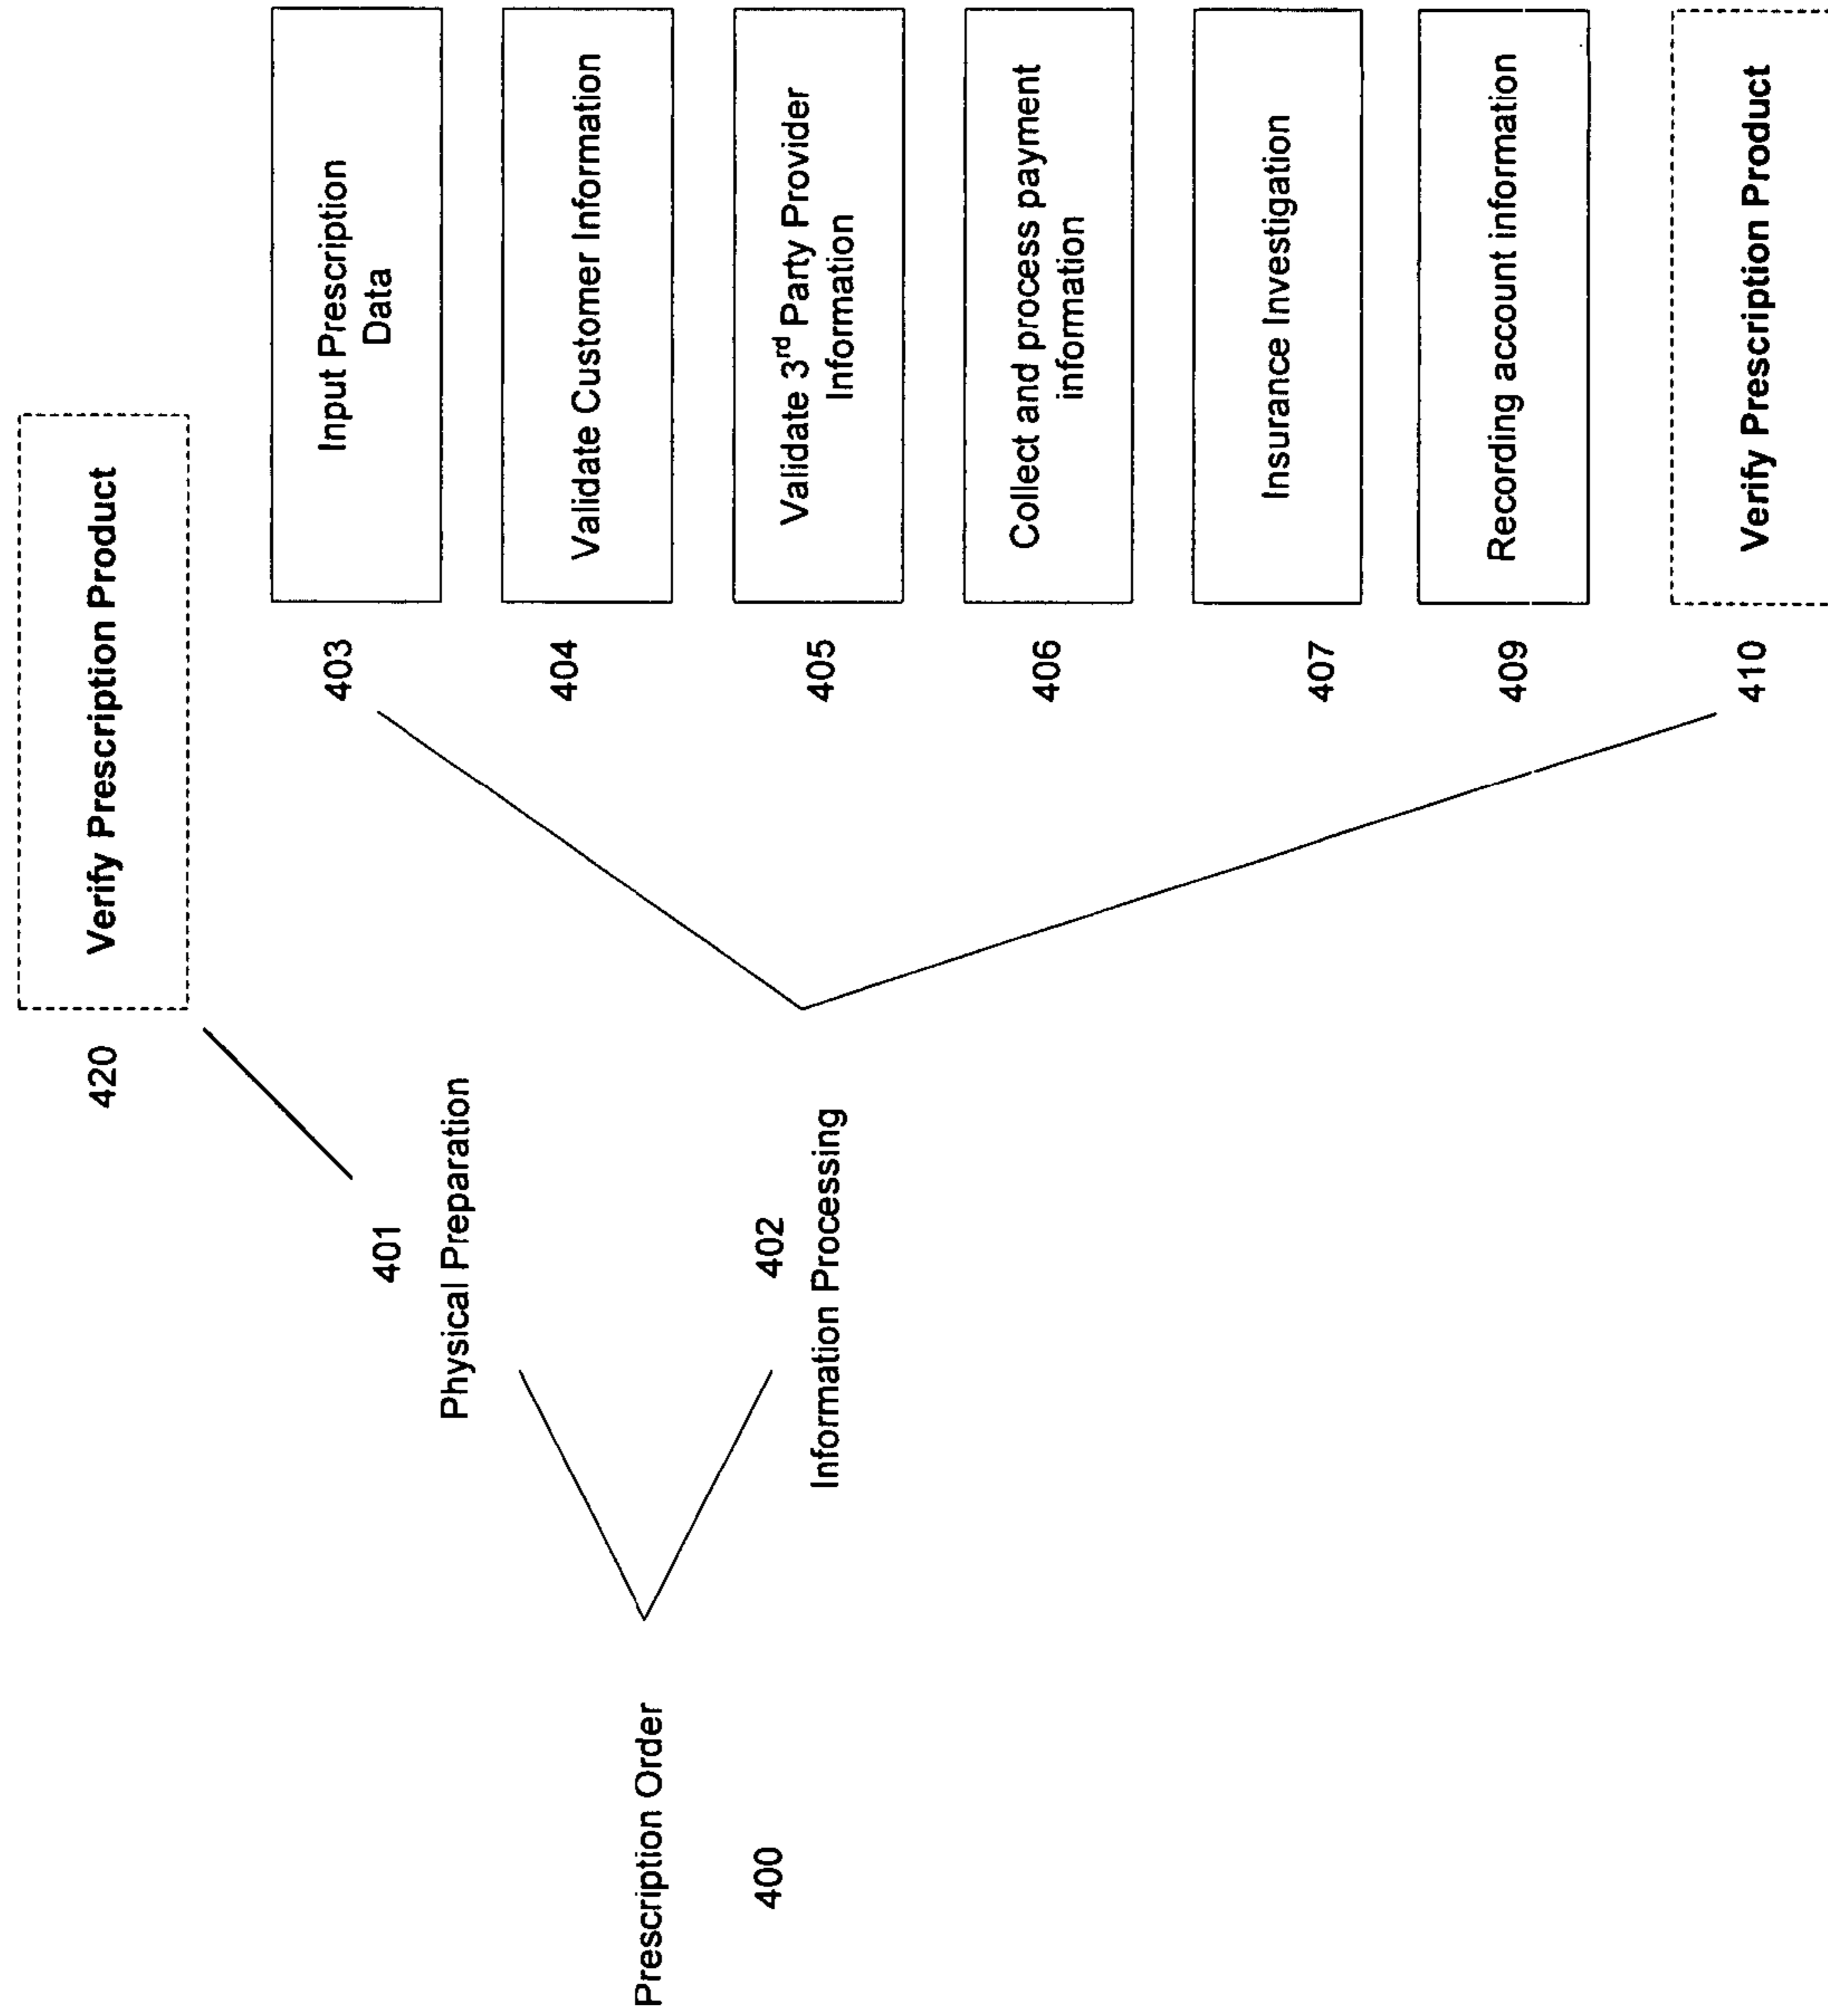 420
Verify Prescription Product
401
Physical Preparation
Prescription Order
400
402
Information Processing
403
Input Prescription
Data
404
Validate Customer Information
405
Validate 3rd Party Provider
Information
406
Collect and process payment
information
407
Insurance Investigation
409
Recording account information
410
Verify Prescription Product